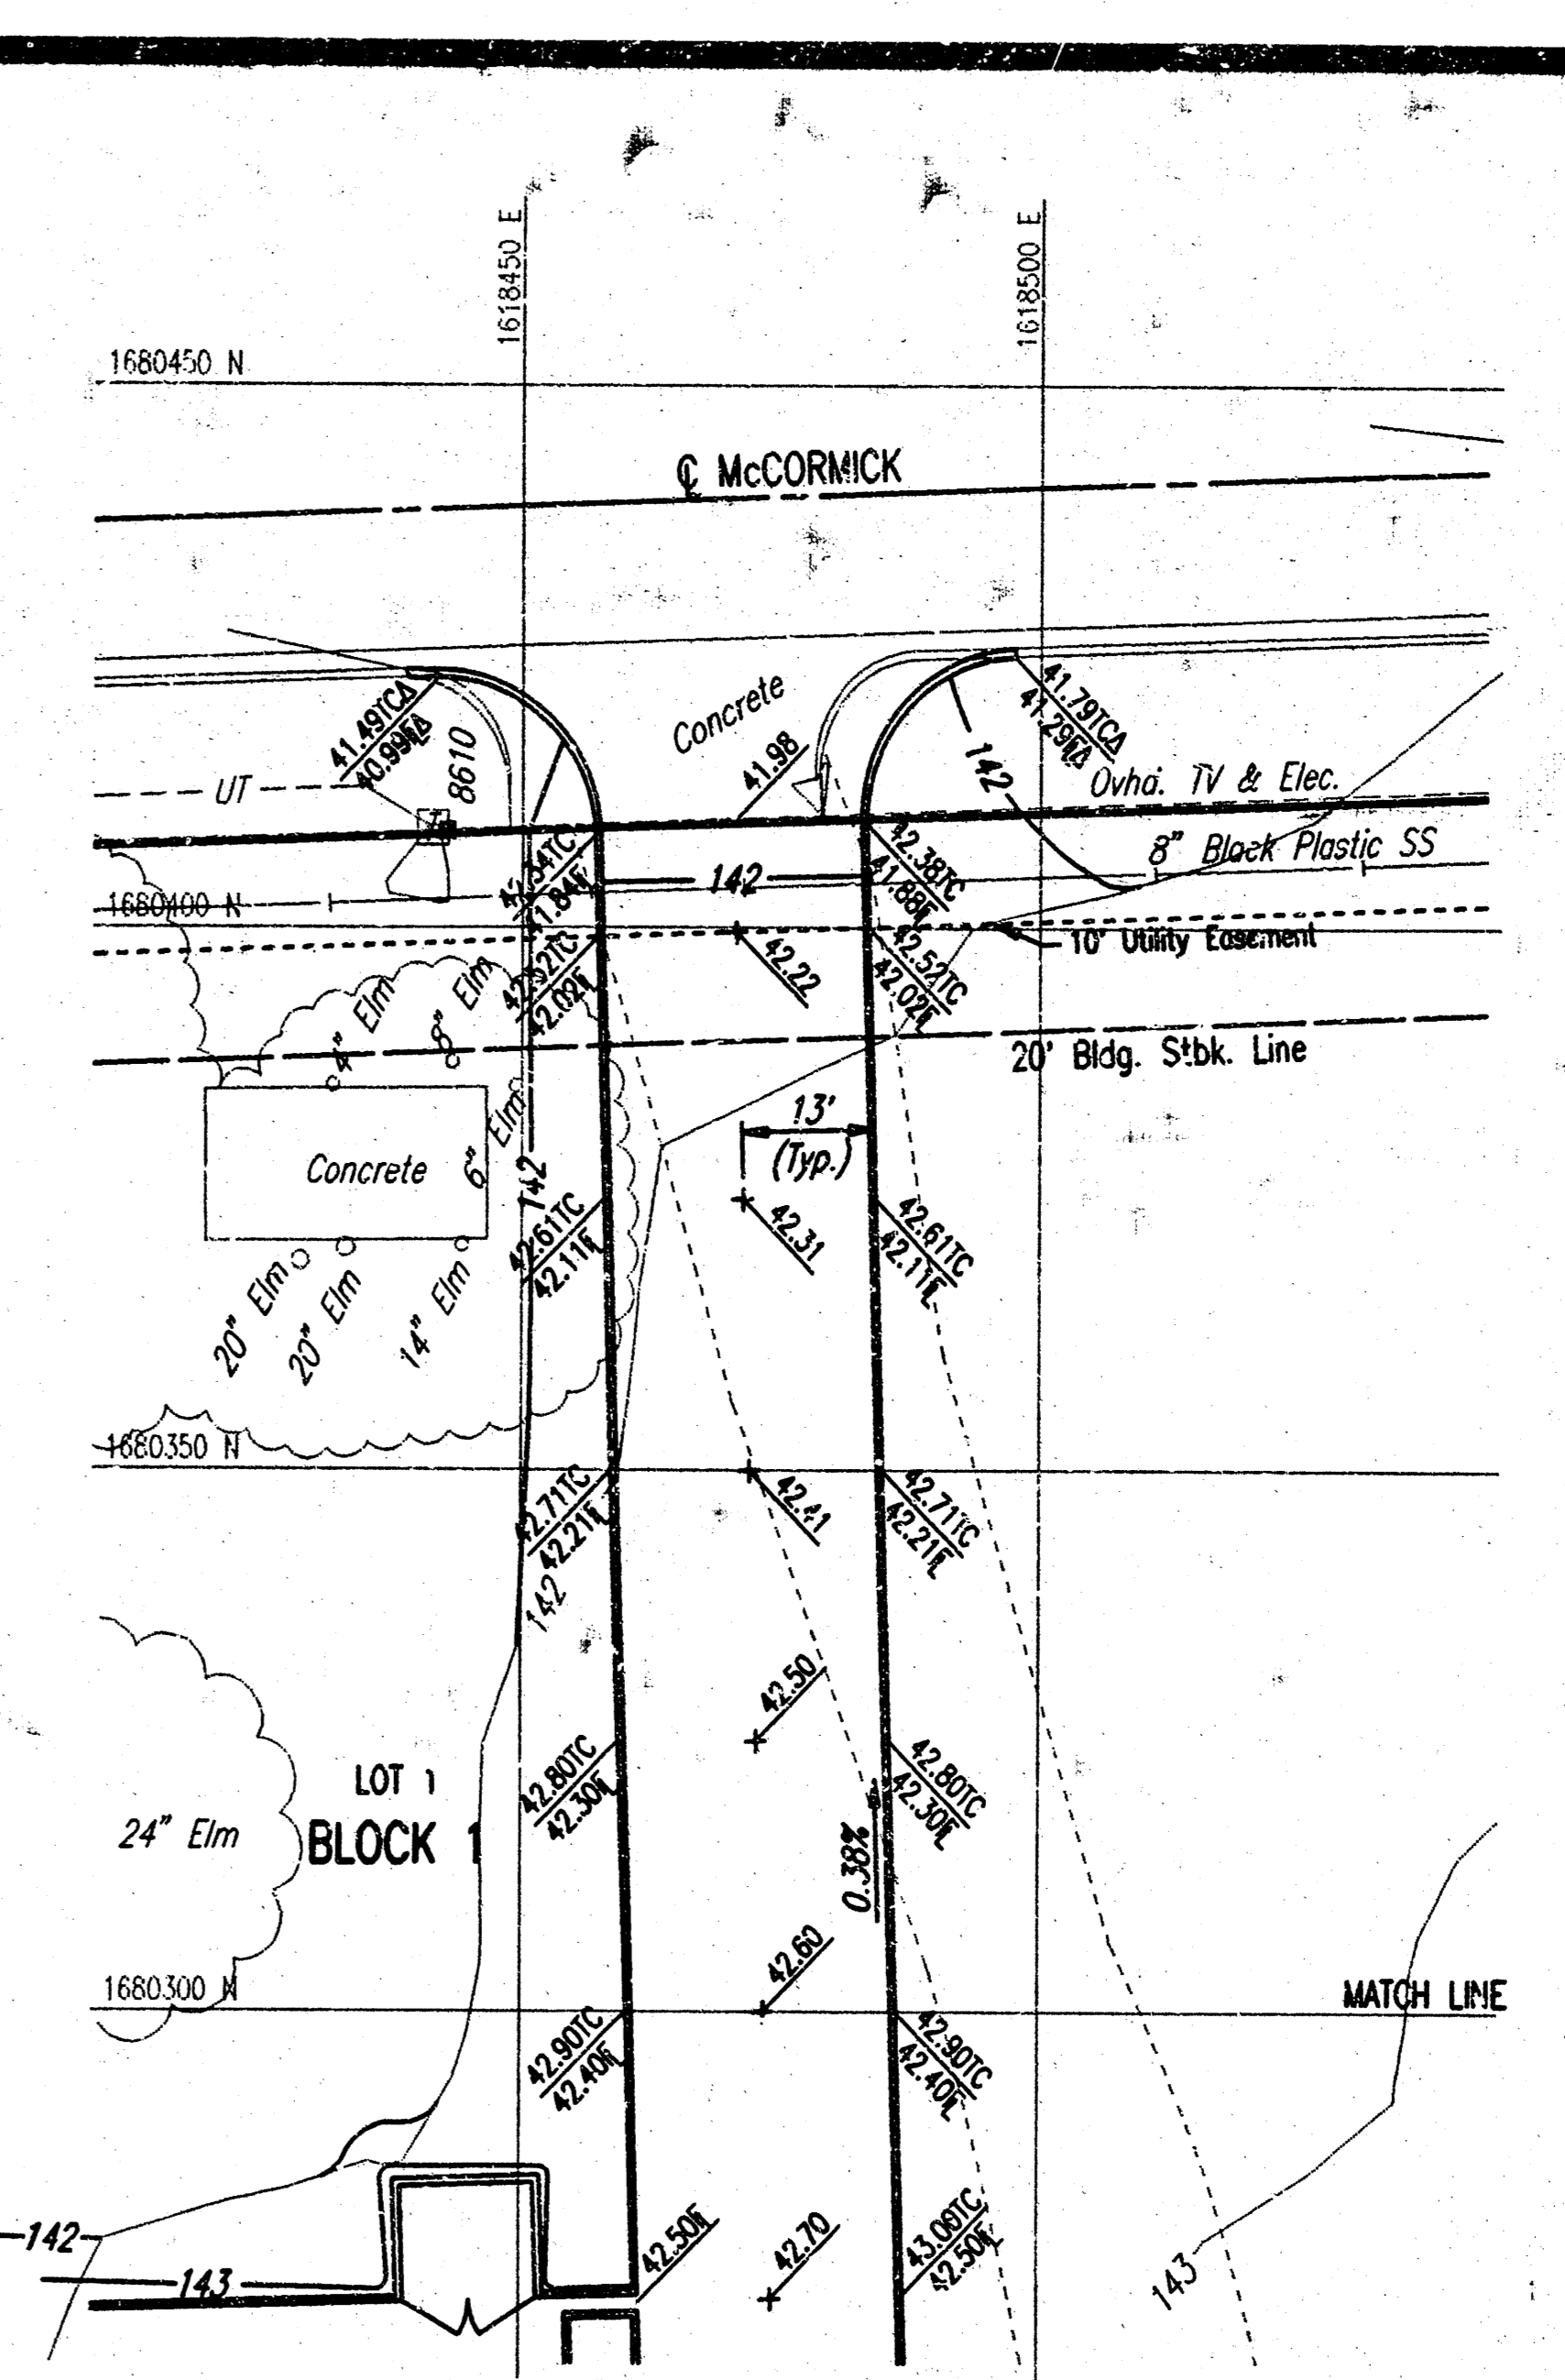 1618450 E
1618500 E
1680450 N
℄ McCORMICK
Concrete
41.49TCΔ
40.99℄Δ
41.79TCΔ
41.29℄Δ
8610
UT
41.98
142
Ovhd. TV & Elec.
8" Black Plastic SS
41.84
42.38TC
41.88
142
1680400 N
10' Utility Easement
42.02
42.22
42.52TC
42.02
4" Elm
8" Elm
20' Bldg. Stbk. Line
13'
(Typ.)
Concrete
6" Elm
142
42.61TC
42.11
42.31
42.61TC
42.11
20" Elm
20" Elm
14" Elm
1680350 N
42.71TC
42.21
42.41
42.71TC
42.21
142
42.50
42.80TC
42.30
42.80TC
42.30
LOT 1
BLOCK 1
24" Elm
0.38%
42.60
1680300 N
MATCH LINE
42.90TC
42.40
42.90TC
42.40
142
143
42.50
42.70
43.00TC
42.50
143